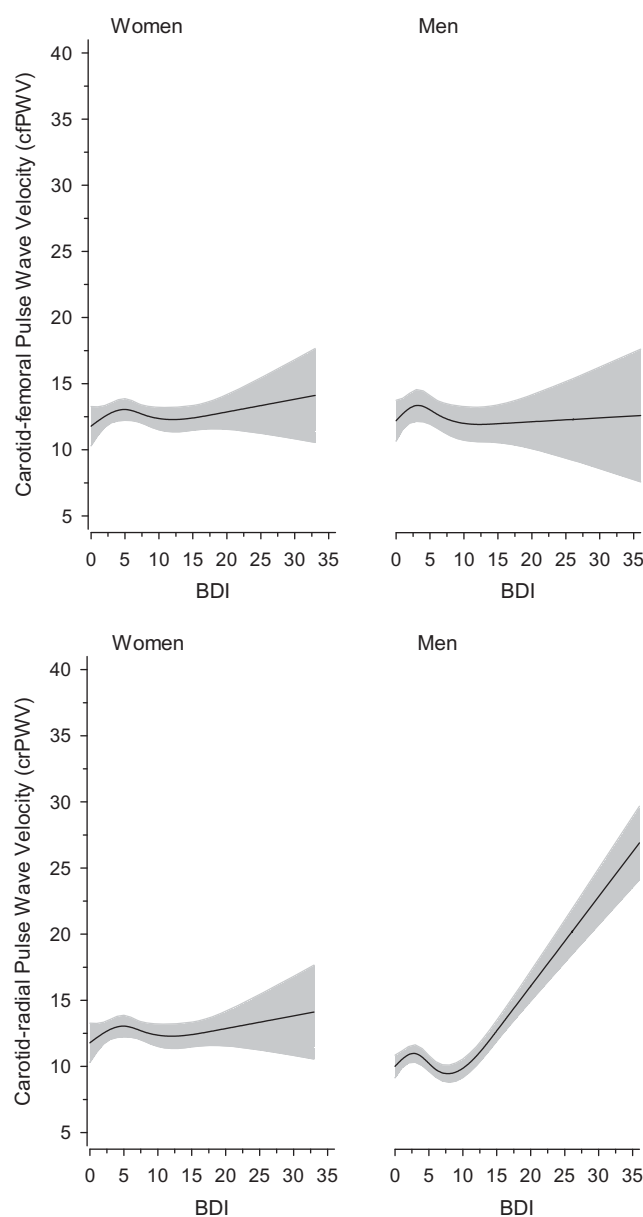 Women Men
Carotid-femoral Pulse Wave Velocity (cfPWV)
40
35
30
25
20
15
10
5
0 5 10 15 20 25 30 35 0 5 10 15 20 25 30 35
BDI BDI
Women Men
Carotid-radial Pulse Wave Velocity (crPWV)
40
35
30
25
20
15
10
5
0 5 10 15 20 25 30 35 0 5 10 15 20 25 30 35
BDI BDI